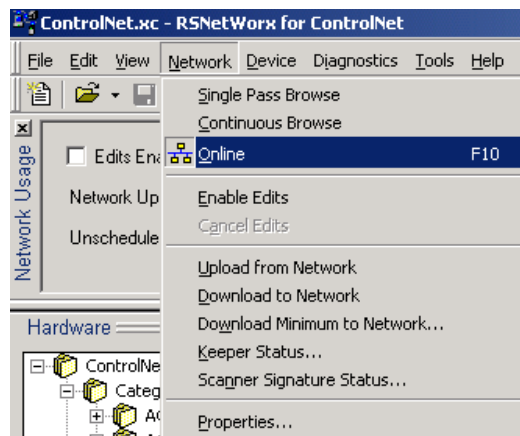 ControlNet.xc - RSNetWorx for ControlNet
File Edit View Network Device Diagnostics Tools Help
Single Pass Browse
Continuous Browse
Online F10
Enable Edits
Cancel Edits
Upload from Network
Download to Network
Download Minimum to Network...
Keeper Status...
Scanner Signature Status...
Properties...
Network Usage
Edits Ena
Network Up
Unschedule
Hardware
ControlNe
Categ